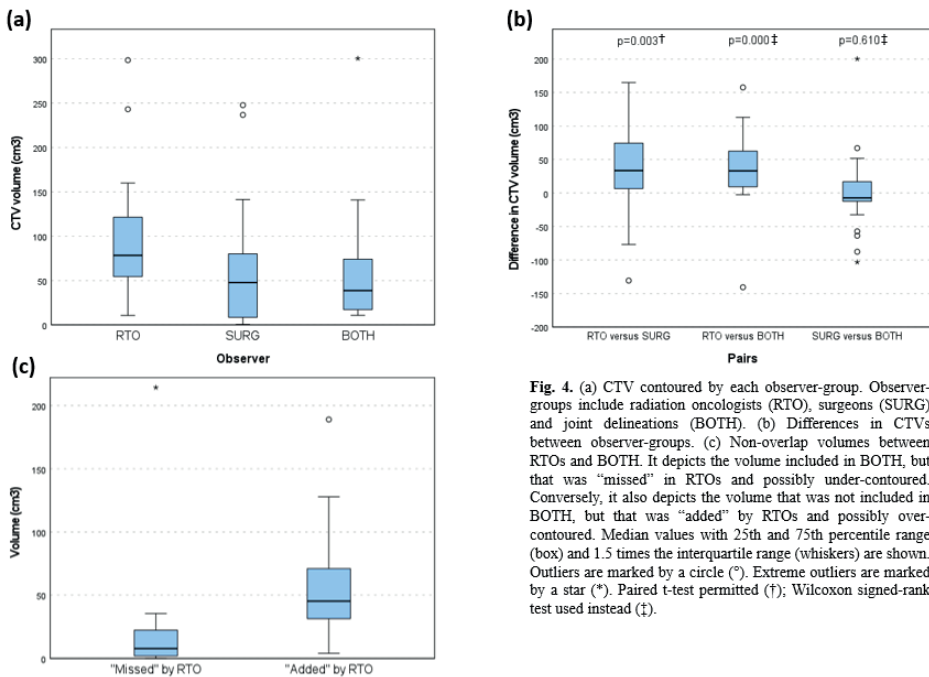 (a)
300
250
200
150
100
50
0
CTV volume (cm3)
*
RTO
SURG
BOTH
Observer
(b)
p=0.003†
p=0.000‡
p=0.610‡
200
150
100
50
0
-50
-100
-150
-200
Difference in CTV volume (cm3)
*
*
RTO versus SURG
RTO versus BOTH
SURG versus BOTH
Pairs
(c)
200
150
100
50
0
Volume (cm3)
*
"Missed" by RTO
"Added" by RTO
Fig. 4. (a) CTV contoured by each observer-group. Observer-
groups include radiation oncologists (RTO), surgeons (SURG)
and joint delineations (BOTH). (b) Differences in CTVs
between observer-groups. (c) Non-overlap volumes between
RTOs and BOTH. It depicts the volume included in BOTH, but
that was “missed” in RTOs and possibly under-contoured.
Conversely, it also depicts the volume that was not included in
BOTH, but that was “added” by RTOs and possibly over-
contoured. Median values with 25th and 75th percentile range
(box) and 1.5 times the interquartile range (whiskers) are shown.
Outliers are marked by a circle (°). Extreme outliers are marked
by a star (*). Paired t-test permitted (†); Wilcoxon signed-rank
test used instead (‡).